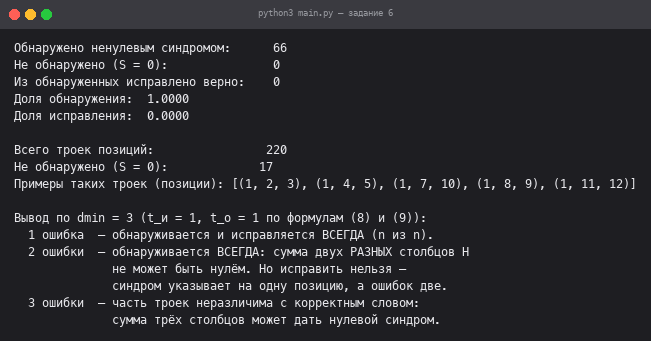 python3 main.py — задание 6
Обнаружено ненулевым синдромом: 66
Не обнаружено (S = 0): 0
Из обнаруженных исправлено верно: 0
Доля обнаружения: 1.0000
Доля исправления: 0.0000
Всего троек позиций: 220
Не обнаружено (S = 0): 17
Примеры таких троек (позиции): [(1, 2, 3), (1, 4, 5), (1, 7, 10), (1, 8, 9), (1, 11, 12)]
Вывод по dmin = 3 (t_и = 1, t_о = 1 по формулам (8) и (9)):
1 ошибка — обнаруживается и исправляется ВСЕГДА (n из n).
2 ошибки — обнаруживается ВСЕГДА: сумма двух РАЗНЫХ столбцов H
не может быть нулём. Но исправить нельзя —
синдром указывает на одну позицию, а ошибок две.
3 ошибки — часть троек неразличима с корректным словом:
сумма трёх столбцов может дать нулевой синдром.